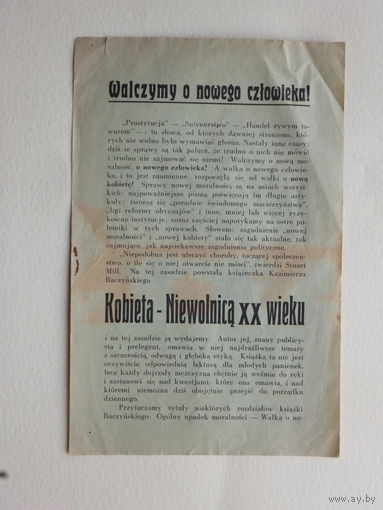 Walczymy o nowego człowieka!
„Prostytucja" — „Sutenerstwo" — „Handel żywym to-
warem" — : to słowa, od których dawniej stroniono, któ-
rych nie wolno było wymawiać głośno. Nastały inne czasy:
dziś te sprawy są tak palące, że trudno o nich nie mówić
i trudno nie zajmować się niemi! Walczymy o nową mo-
ralność, o nowego człowieka! A walka o nowego człowie-
ka, i to jest znamienne, rozpoczęła się od walki o nową
kobietę! Sprawy nowej moralności są na ustach wszyst-
kich: najpoważniejsze pisma poświęcają im długie arty-
kuły; tworzą się „poradnie świadomego macierzyństwa",
„ligi reformy obyczajów" i inne, mniej lub więcej ryzy-
kowne instytucje; coraz częściej napotykamy na ostre po-
lemiki w tych sprawach. Słowem: zagadnienie „nowej
moralności" i „nowej kobiety" stało się tak aktualne, tak
zajmujące, jak najciekawsze zagadnienia polityczne.
„Niepodobna jest uleczyć choroby, toczącej społeczeń-
stwo, o ile się o niej otwarcie nie mówi", twierdzi Stuart
Mill. Na tej zasadzie powstała książeczka Kazimierza
Raczyńskiego
Kobieta - Niewolnicą XX wieku
i na tej zasadzie ją wydajemy. Autor jej, znany publicy-
sta i prelegent, omawia w niej najdrażliwsze tematy
z szczerością, odwagą i głęboką etyką. Książka ta nie jest
oczywiście odpowiednią lekturą dla młodych panienek,
lecz każdy dojrzały mężczyzna chętnie ją weźmie do ręki
i zastanowi się nad kwestjami, które ona omawia, i nad
któremi niemożna dziś obojętnie przejść do porządku
dziennego.
Przytaczamy tytuły niektórych rozdziałów książki
Raczyńskiego. Ogólny upadek moralności — Walka o no-
www.ay.by